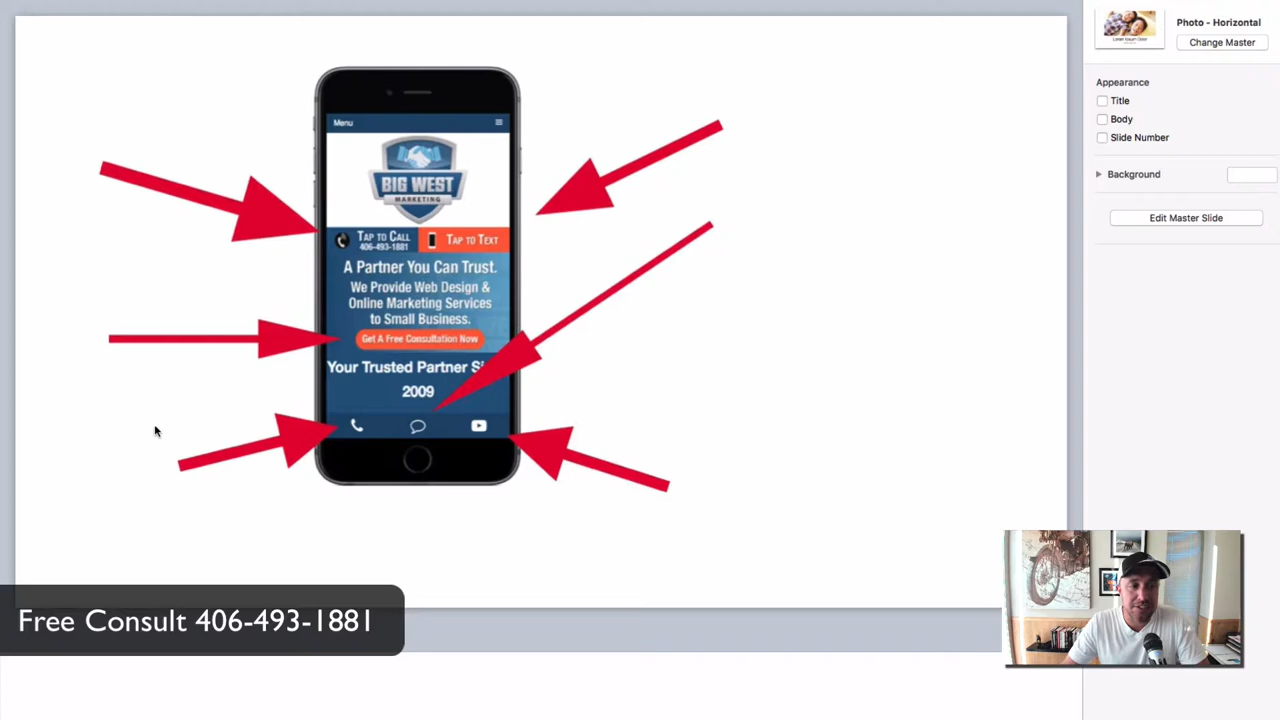 Menu
BIG WEST
MARKETING
TAP TO CALL
406-493-1881
TAP TO TEXT
A Partner You Can Trust.
We Provide Web Design &
Online Marketing Services
to Small Business.
Get A Free Consultation Now
Your Trusted Partner S
2009
Free Consult 406-493-1881
Photo - Horizontal
Change Master
Appearance
Title
Body
Slide Number
Background
Edit Master Slide